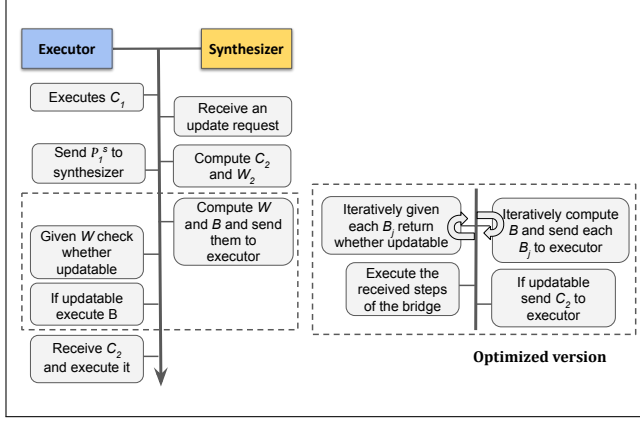 Executor
Synthesizer
Executes C1
Receive an
update request
Send P1s to
synthesizer
Compute C2
and W2
Compute W
and B and send
them to
executor
Given W check
whether
updatable
If updatable
execute B
Receive C2
and execute it
Iteratively given
each Bj return
whether updatable
Iteratively compute
B and send each
Bj to executor
Execute the
received steps
of the bridge
If updatable
send C2 to
executor
Optimized version